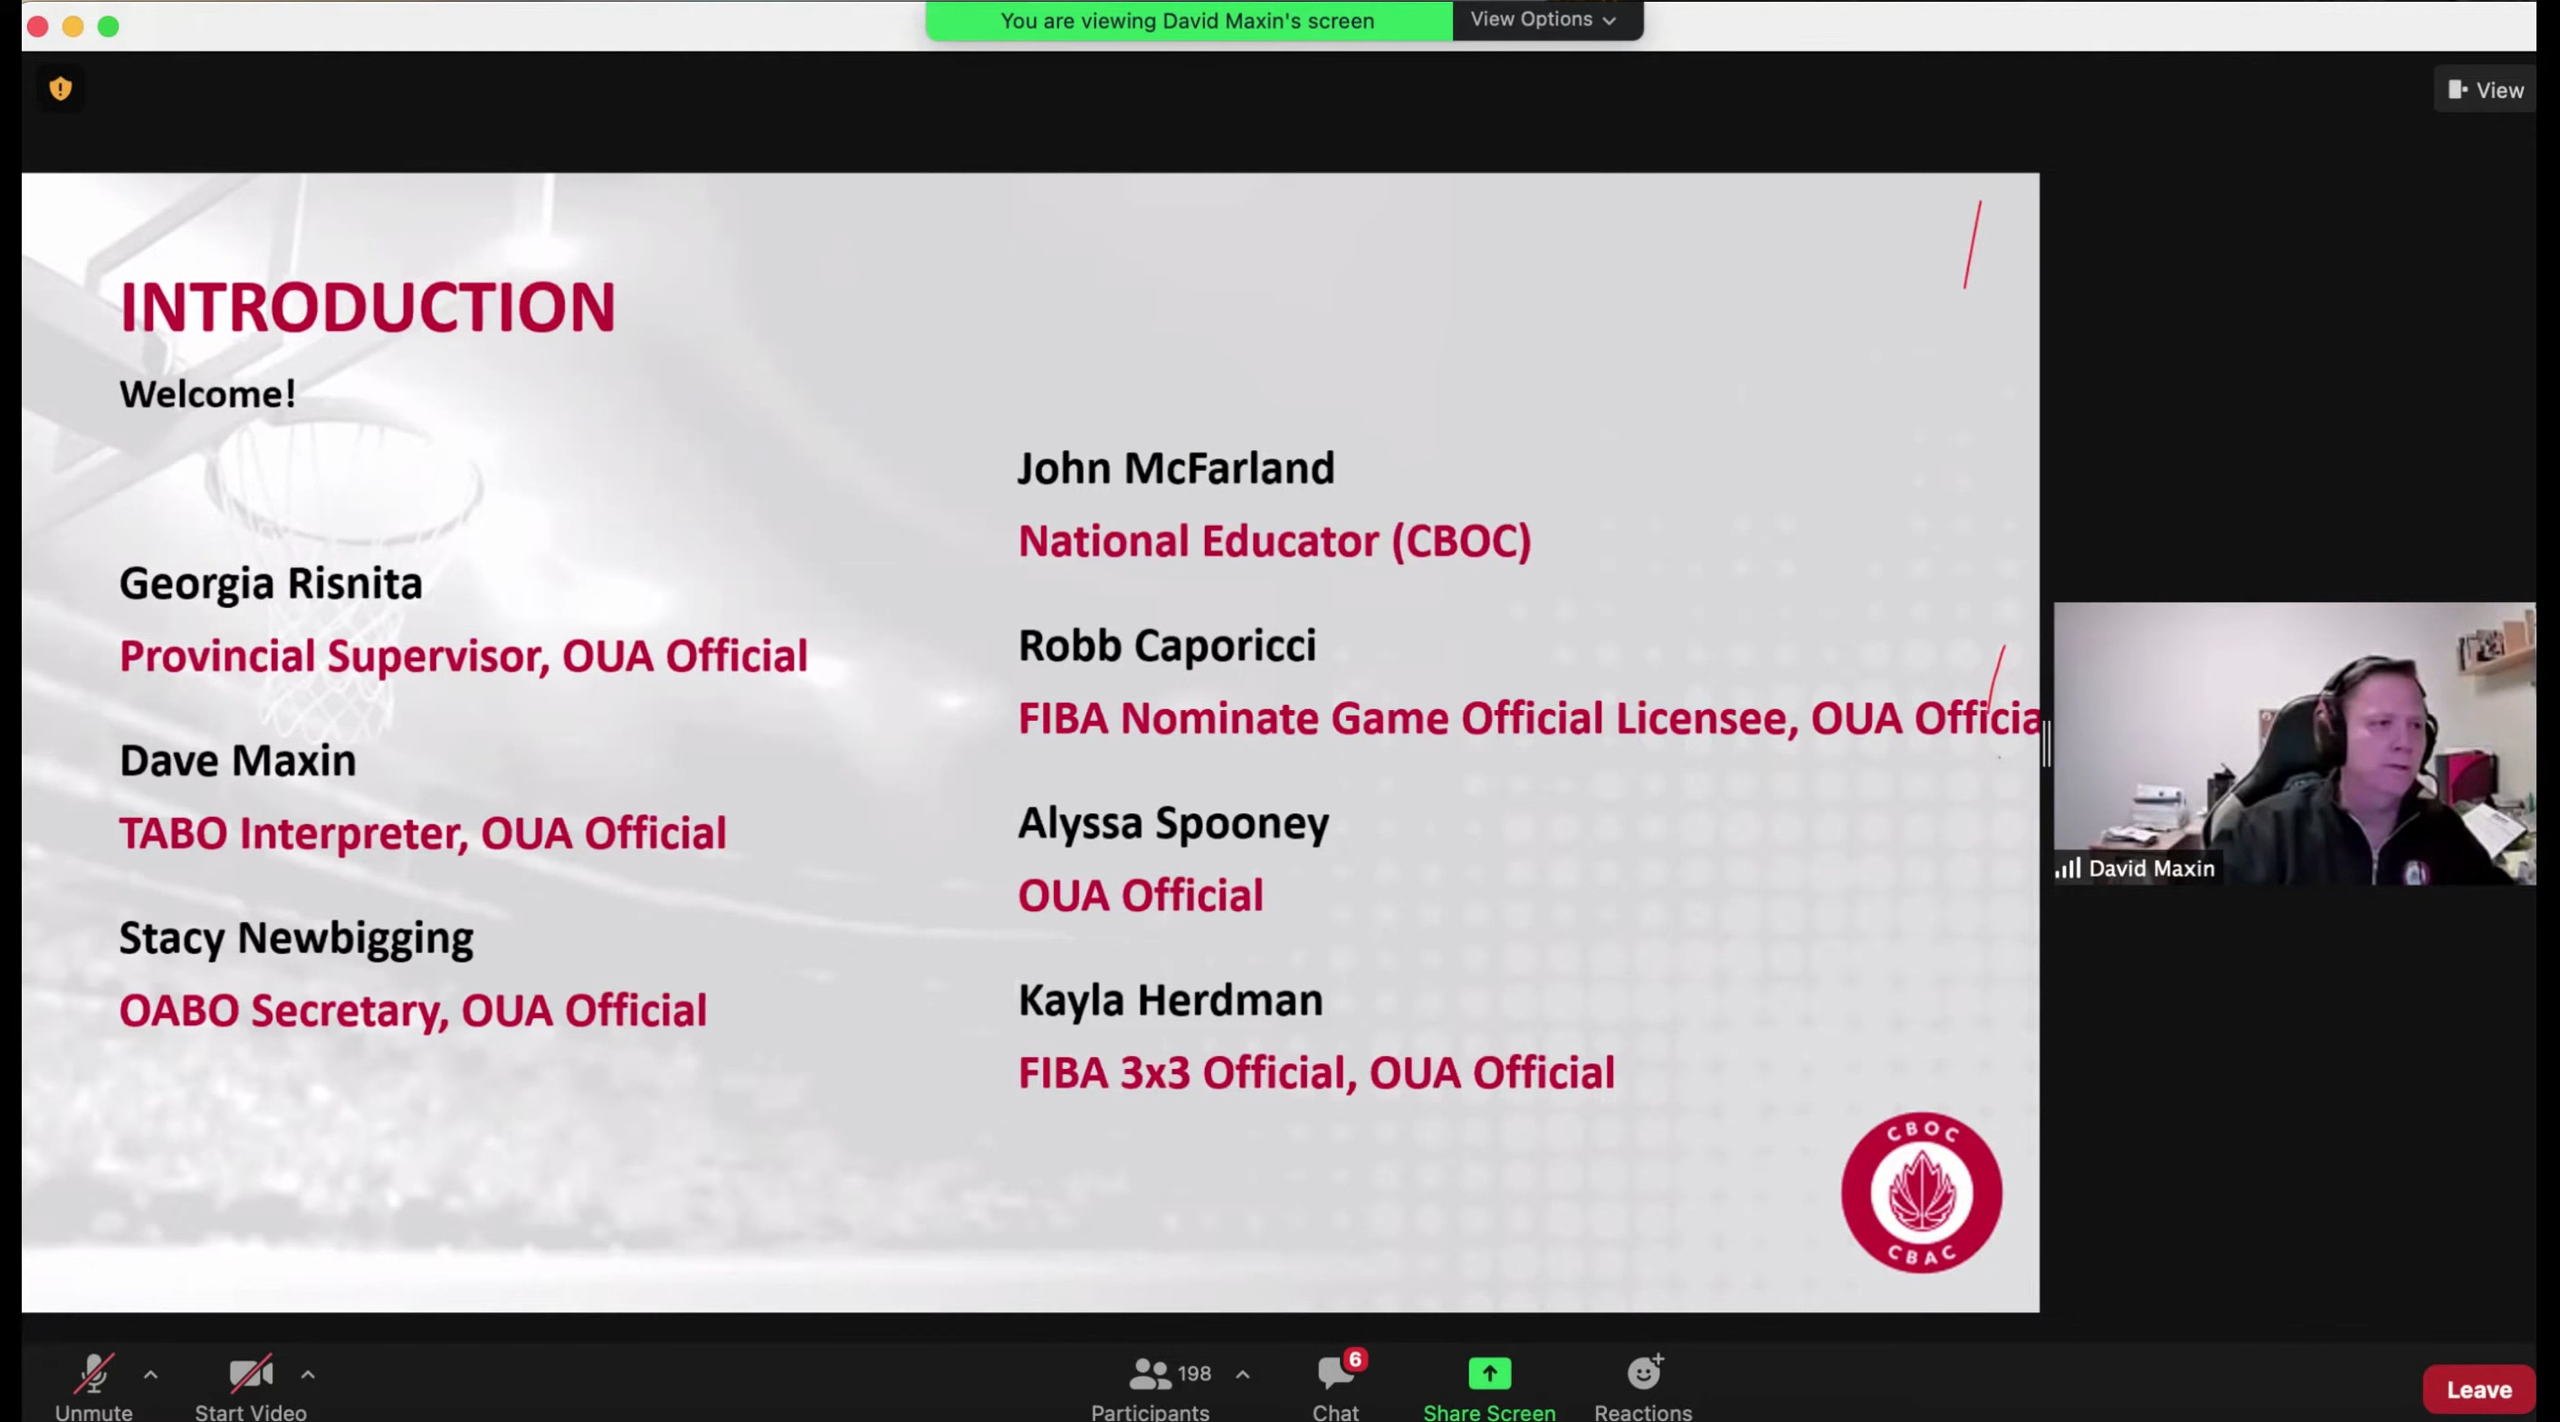 You are viewing David Maxin's screen
View Options
View
INTRODUCTION
Welcome!
Georgia Risnita
Provincial Supervisor, OUA Official
Dave Maxin
TABO Interpreter, OUA Official
Stacy Newbigging
OABO Secretary, OUA Official
John McFarland
National Educator (CBOC)
Robb Caporicci
FIBA Nominate Game Official Licensee, OUA Officia
Alyssa Spooney
OUA Official
Kayla Herdman
FIBA 3x3 Official, OUA Official
CBOC
CBAC
David Maxin
Unmute
Start Video
198
Participants
6
Chat
Share Screen
Reactions
Leave